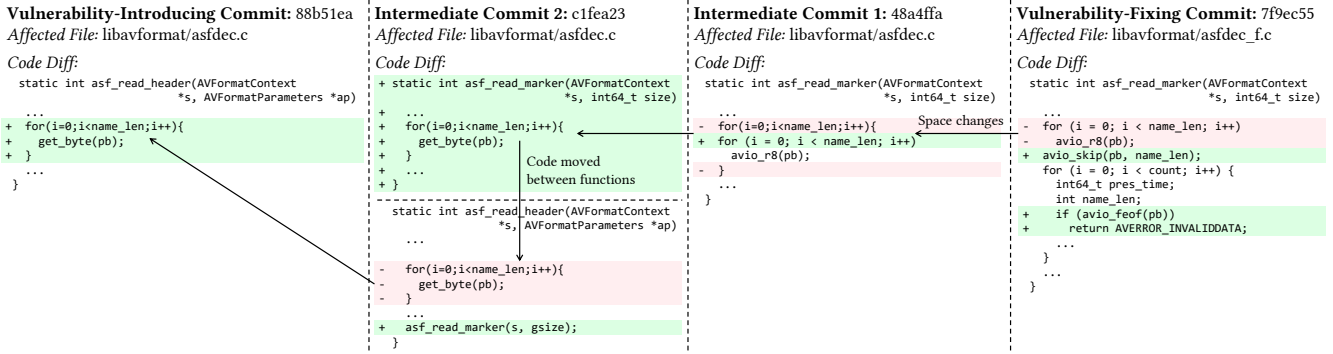 Vulnerability-Introducing Commit: 88b51ea
Affected File: libavformat/asfdec.c
Code Diff:
static int asf_read_header(AVFormatContext
*s, AVFormatParameters *ap)
...
+ for(i=0;i<name_len;i++){
+ get_byte(pb);
+ }
...
}
Intermediate Commit 2: c1fea23
Affected File: libavformat/asfdec.c
Code Diff:
+ static int asf_read_marker(AVFormatContext
*s, int64_t size)
+ ...
+ for(i=0;i<name_len;i++){
+ get_byte(pb);
+ }
+ ...
+ }
Code moved
between functions
static int asf_read_header(AVFormatContext
*s, AVFormatParameters *ap)
...
- for(i=0;i<name_len;i++){
- get_byte(pb);
- }
...
+ asf_read_marker(s, gsize);
}
Intermediate Commit 1: 48a4ffa
Affected File: libavformat/asfdec.c
Code Diff:
static int asf_read_marker(AVFormatContext
*s, int64_t size)
...
- for(i=0;i<name_len;i++){
+ for (i = 0; i < name_len; i++)
avio_r8(pb);
- }
...
}
Space changes
Vulnerability-Fixing Commit: 7f9ec55
Affected File: libavformat/asfdec_f.c
Code Diff:
static int asf_read_marker(AVFormatContext
*s, int64_t size)
...
- for (i = 0; i < name_len; i++)
- avio_r8(pb);
+ avio_skip(pb, name_len);
for (i = 0; i < count; i++) {
int64_t pres_time;
int name_len;
+ if (avio_feof(pb))
+ return AVERROR_INVALIDDATA;
...
}
...
}